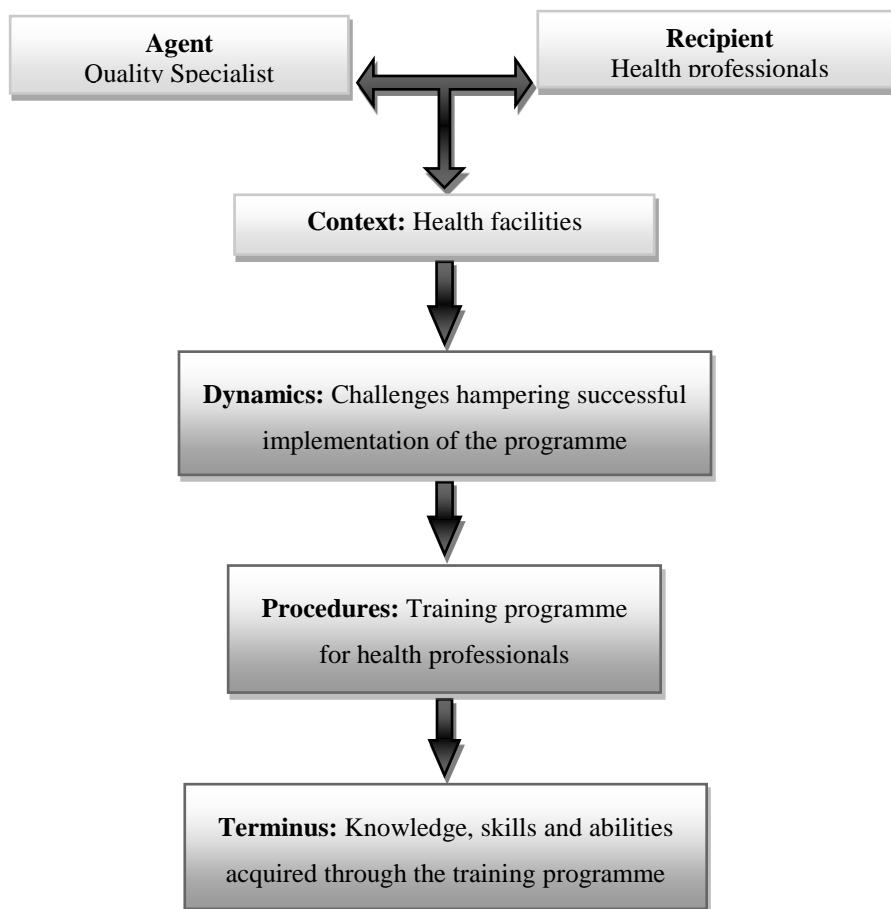 Agent
Quality Specialist
Recipient
Health professionals
Context: Health facilities
Dynamics: Challenges hampering successful
implementation of the programme
Procedures: Training programme
for health professionals
Terminus: Knowledge, skills and abilities
acquired through the training programme